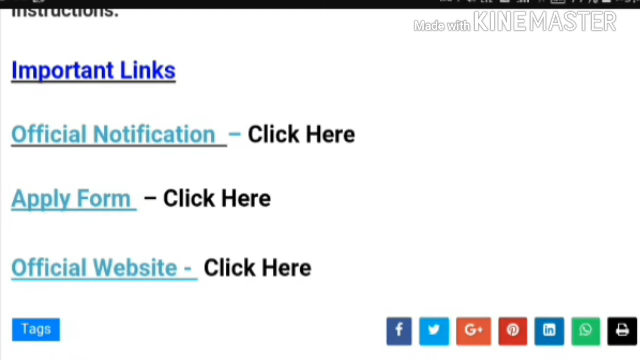 instructions.
Made with KINEMASTER
Important Links
Official Notification – Click Here
Apply Form – Click Here
Official Website - Click Here
Tags
f G+ in